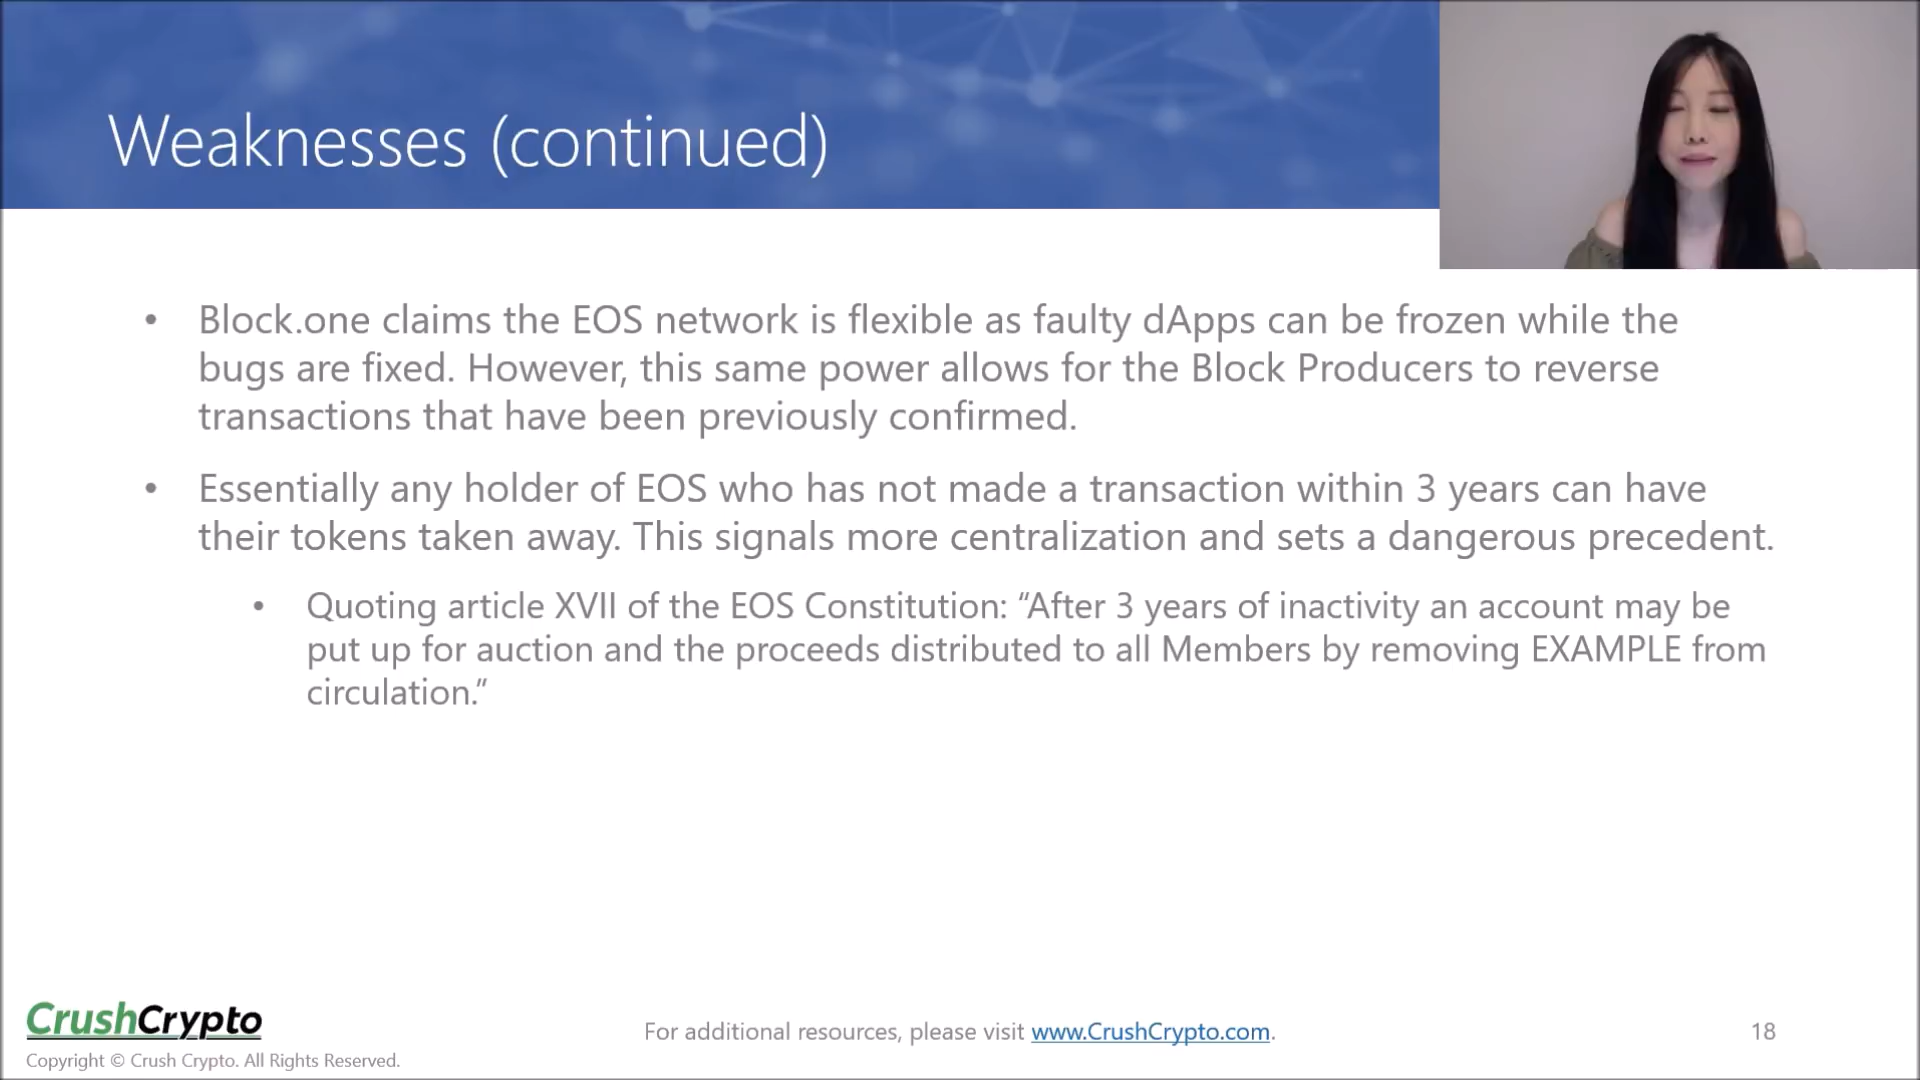 Weaknesses (continued)
• Block.one claims the EOS network is flexible as faulty dApps can be frozen while the
bugs are fixed. However, this same power allows for the Block Producers to reverse
transactions that have been previously confirmed.
• Essentially any holder of EOS who has not made a transaction within 3 years can have
their tokens taken away. This signals more centralization and sets a dangerous precedent.
• Quoting article XVII of the EOS Constitution: “After 3 years of inactivity an account may be
put up for auction and the proceeds distributed to all Members by removing EXAMPLE from
circulation.”
CrushCrypto
Copyright © Crush Crypto. All Rights Reserved.
For additional resources, please visit www.CrushCrypto.com.
18